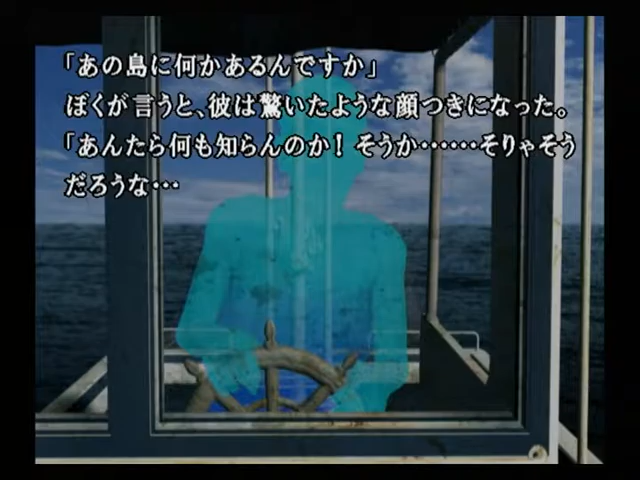 「あの島に何かあるんですか」
ぼくが言うと、彼は驚いたような顔つきになった。
「あんたら何も知らんのか！そうか……そりゃそう
だろうな…